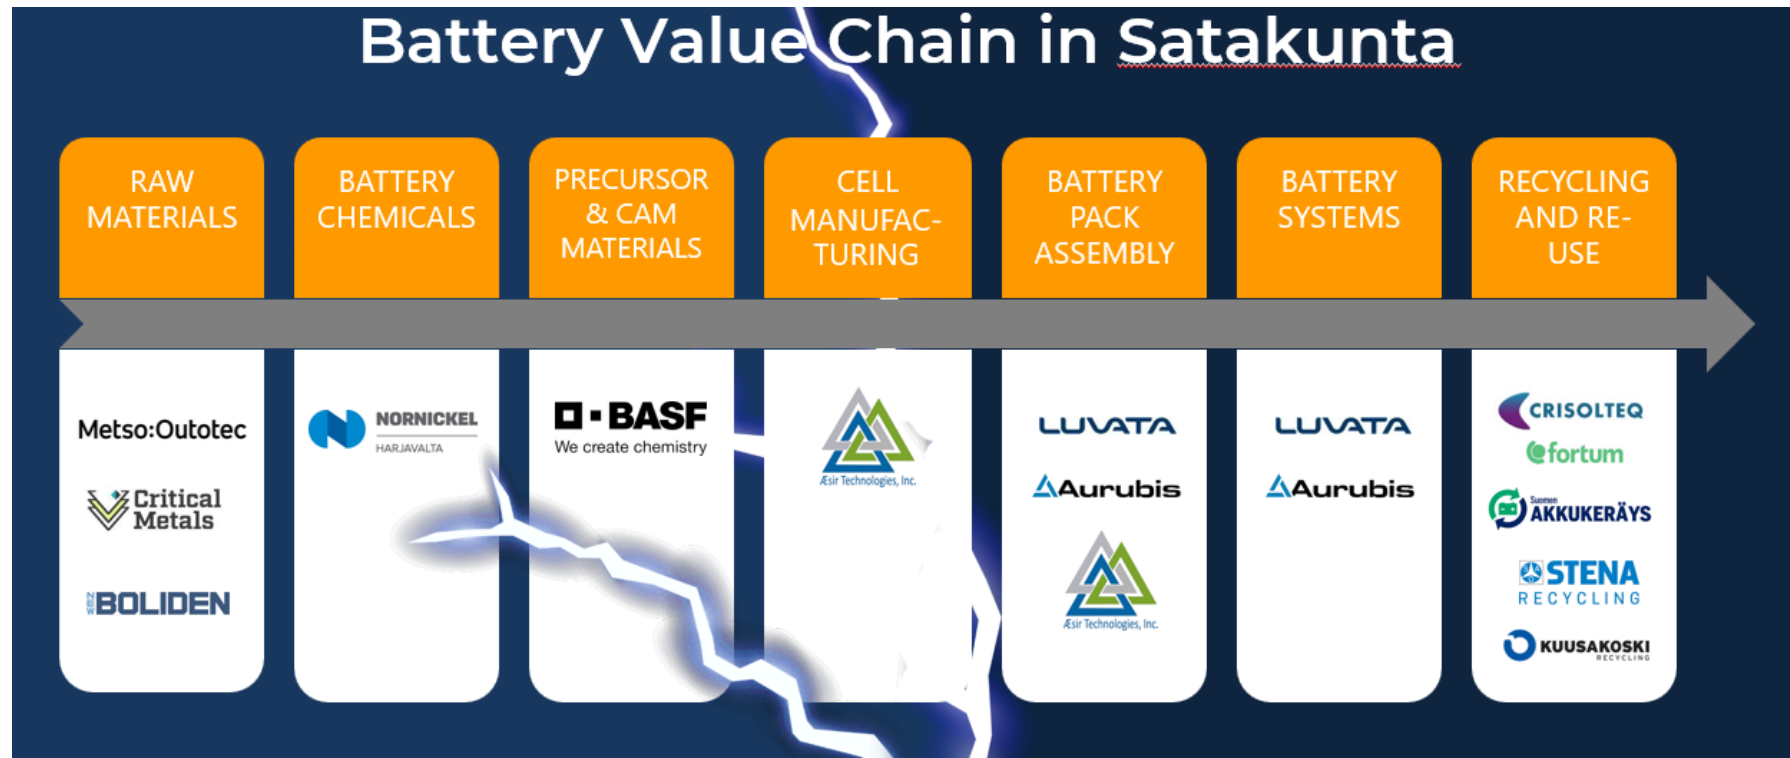 Battery Value Chain in Satakunta
RAW
MATERIALS
BATTERY
CHEMICALS
PRECURSOR
& CAM
MATERIALS
CELL
MANUFAC-
TURING
BATTERY
PACK
ASSEMBLY
BATTERY
SYSTEMS
RECYCLING
AND RE-
USE
Metso:Outotec
Critical
Metals
BOLIDEN
NORNICKEL
HARJAVALTA
BASF
We create chemistry
Æsir Technologies, Inc.
LUVATA
Aurubis
Æsir Technologies, Inc.
LUVATA
Aurubis
CRISOLTEQ
fortum
Suomen
AKKUKERÄYS
STENA
RECYCLING
KUUSAKOSKI
RECYCLING